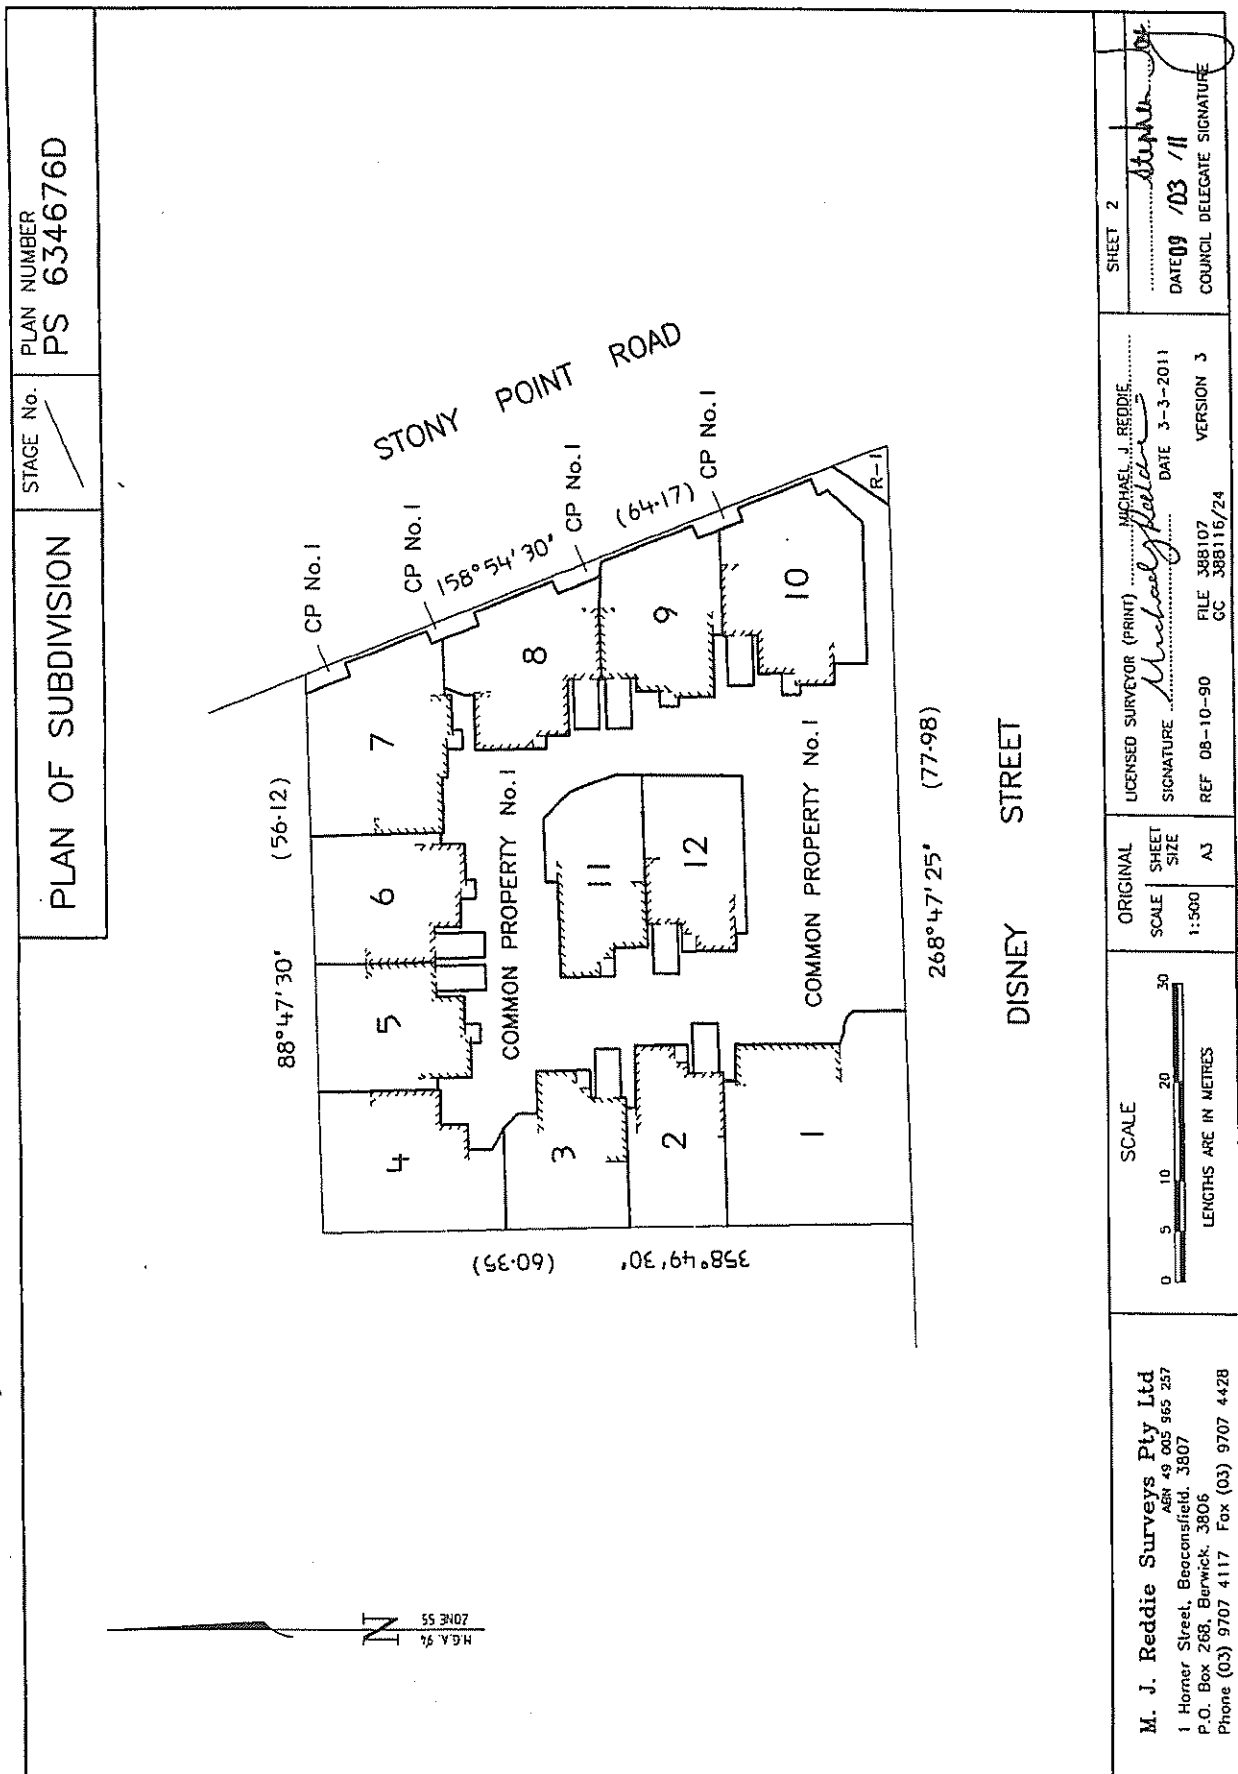 PLAN OF SUBDIVISION
STAGE No.
PLAN NUMBER
PS 634676D
88°47'30"
(56·12)
CP No.1
CP No.1
158°54'30"
CP No.1
(64·17)
CP No.1
STONY POINT ROAD
4
5
6
7
8
9
10
R-1
3
2
1
11
12
COMMON PROPERTY No.1
COMMON PROPERTY No.1
358°49'30"
(60·35)
268°47'25"
(77·98)
DISNEY STREET
N
M.G.A. 94
ZONE 55
M. J. Reddie Surveys Pty Ltd
ABN 49 005 965 257
1 Horner Street, Beaconsfield. 3807
P.O. Box 268, Berwick. 3806
Phone (03) 9707 4117 Fax (03) 9707 4428
SCALE
0 5 10 20 30
LENGTHS ARE IN METRES
ORIGINAL
SCALE
1:500
SHEET SIZE
A3
LICENSED SURVEYOR (PRINT) MICHAEL J. REDDIE
SIGNATURE Michael J Reddie DATE 3-3-2011
REF 08-10-90
FILE 388107
GC 388116/24
VERSION 3
SHEET 2
Stephen
DATE 09 /03 /11
COUNCIL DELEGATE SIGNATURE